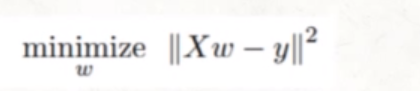 minimize ‖Xw − y‖²
w